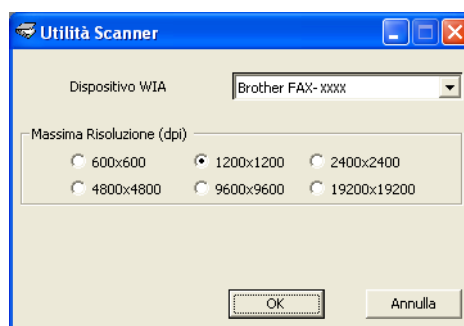 Utilità Scanner
Dispositivo WIA Brother FAX- xxxx
Massima Risoluzione (dpi)
600x600 1200x1200 2400x2400
4800x4800 9600x9600 19200x19200
OK Annulla